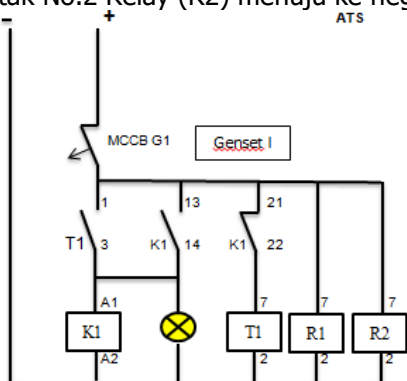 tuk No.2 Relay (R2) menuju ke neg
- + ATS
MCCB G1 Genset I
1 13 21
T1 3 K1 14 K1 22
A1 7 7 7
K1 T1 R1 R2
A2 2 2 2